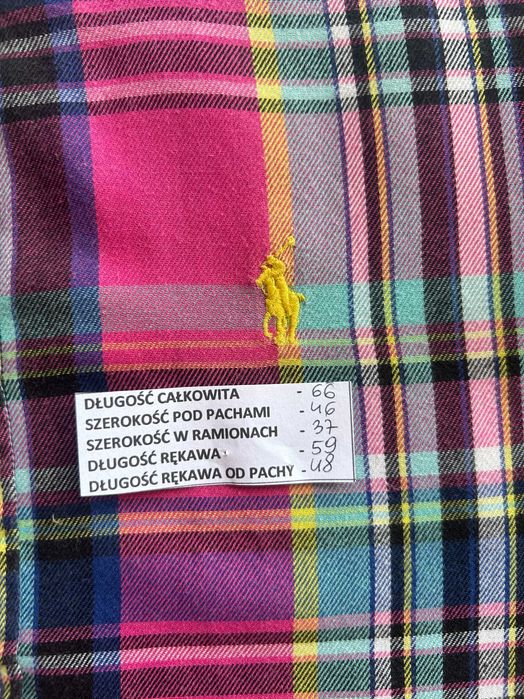 DŁUGOŚĆ CAŁKOWITA - 66
SZEROKOŚĆ POD PACHAMI - 46
SZEROKOŚĆ W RAMIONACH - 37
DŁUGOŚĆ RĘKAWA - 59
DŁUGOŚĆ RĘKAWA OD PACHY - 48